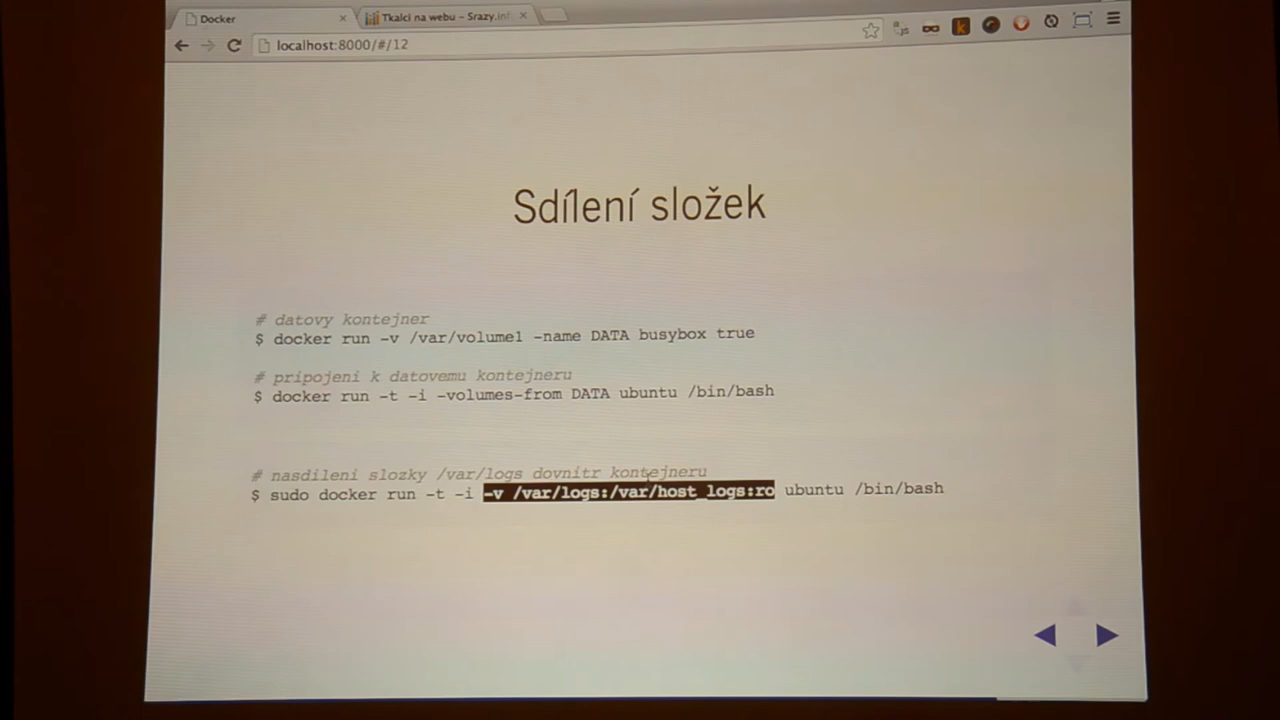 Docker
Tkalci na webu – Srazy.inf
localhost:8000/#/12
Sdílení složek
# datovy kontejner
$ docker run -v /var/volume1 -name DATA busybox true
# pripojeni k datovemu kontejneru
$ docker run -t -i -volumes-from DATA ubuntu /bin/bash
# nasdileni slozky /var/logs dovnitr kontejneru
$ sudo docker run -t -i -v /var/logs:/var/host_logs:ro ubuntu /bin/bash